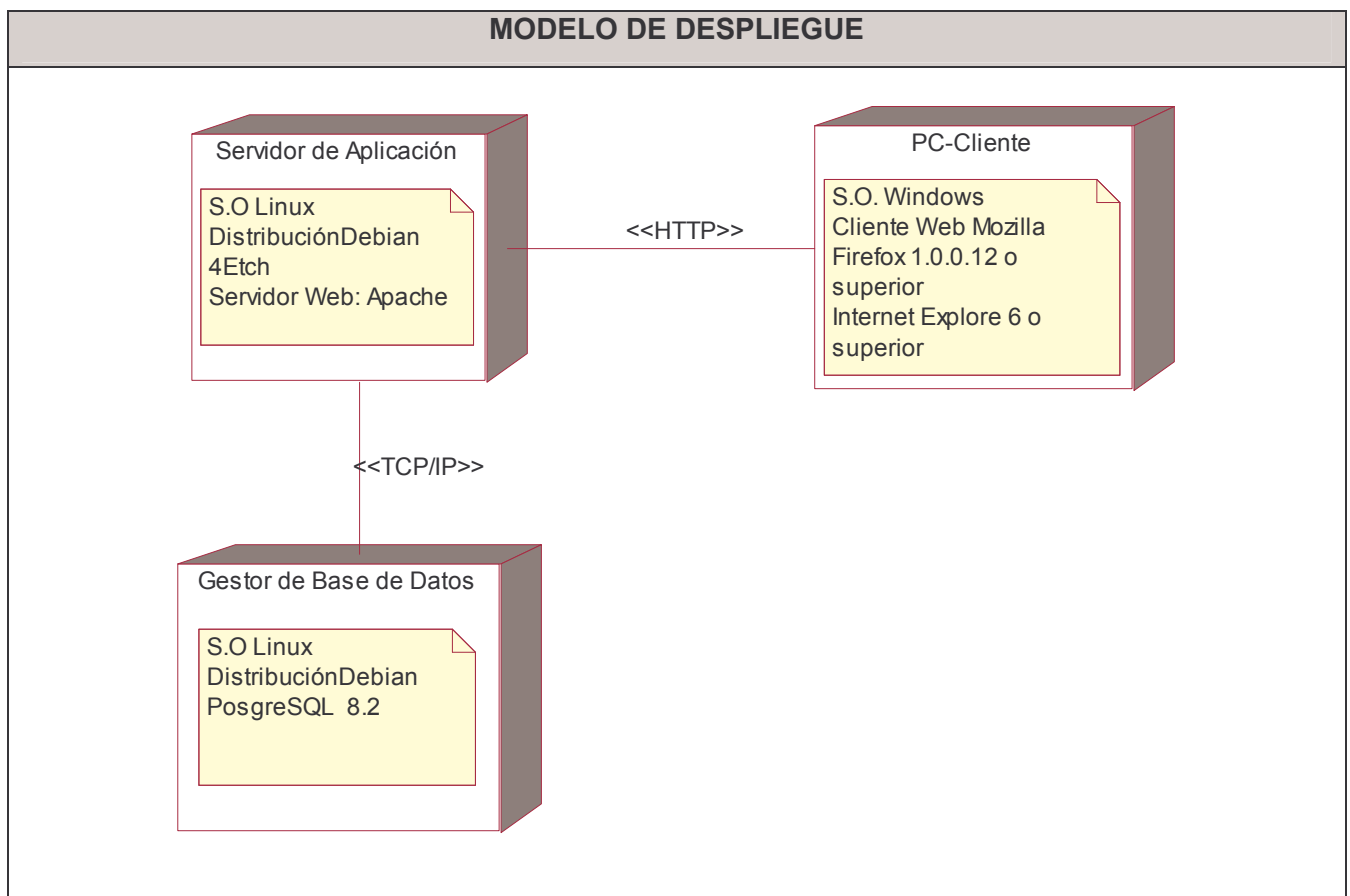 MODELO DE DESPLIEGUE
Servidor de Aplicación
S.O Linux
DistribuciónDebian
4Etch
Servidor Web: Apache
<<HTTP>>
PC-Cliente
S.O. Windows
Cliente Web Mozilla
Firefox 1.0.0.12 o
superior
Internet Explore 6 o
superior
<<TCP/IP>>
Gestor de Base de Datos
S.O Linux
DistribuciónDebian
PosgreSQL 8.2